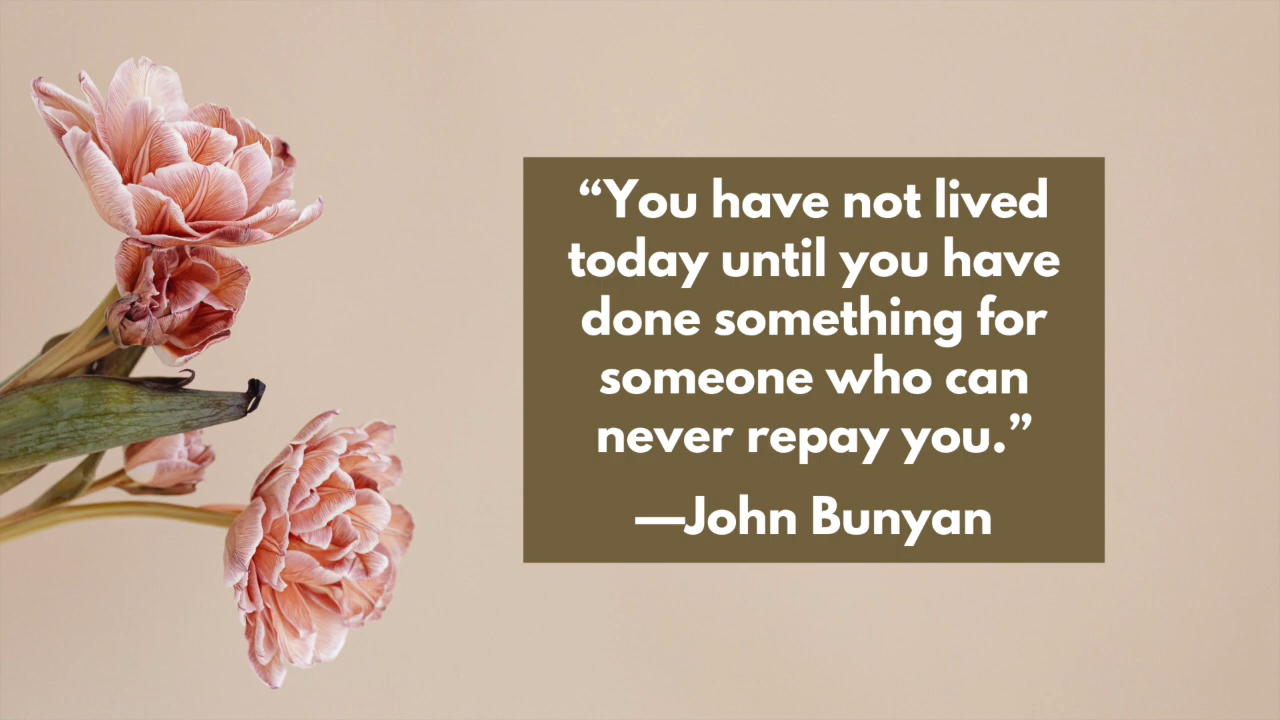 “You have not lived
today until you have
done something for
someone who can
never repay you.”
—John Bunyan